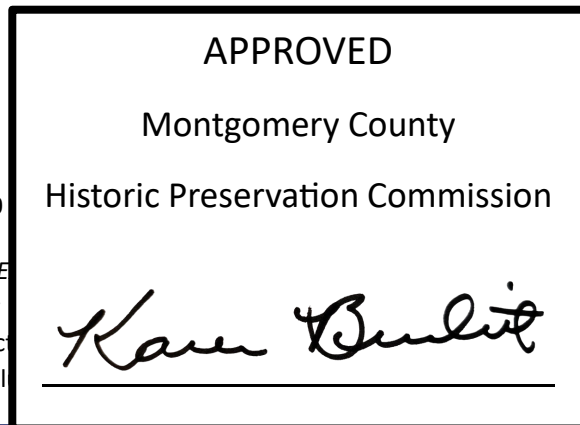 APPROVED
Montgomery County
Historic Preservation Commission
Karen Burditt